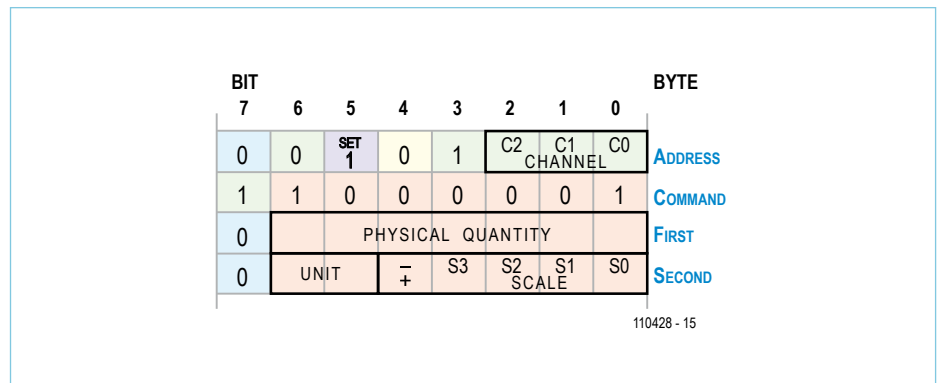 BIT BYTE
7 6 5 4 3 2 1 0
0 0 SET 1 0 1 C2 C1 C0 CHANNEL ADDRESS
1 1 0 0 0 0 0 1 COMMAND
0 PHYSICAL QUANTITY FIRST
0 UNIT − + S3 S2 S1 S0 SCALE SECOND
110428 - 15